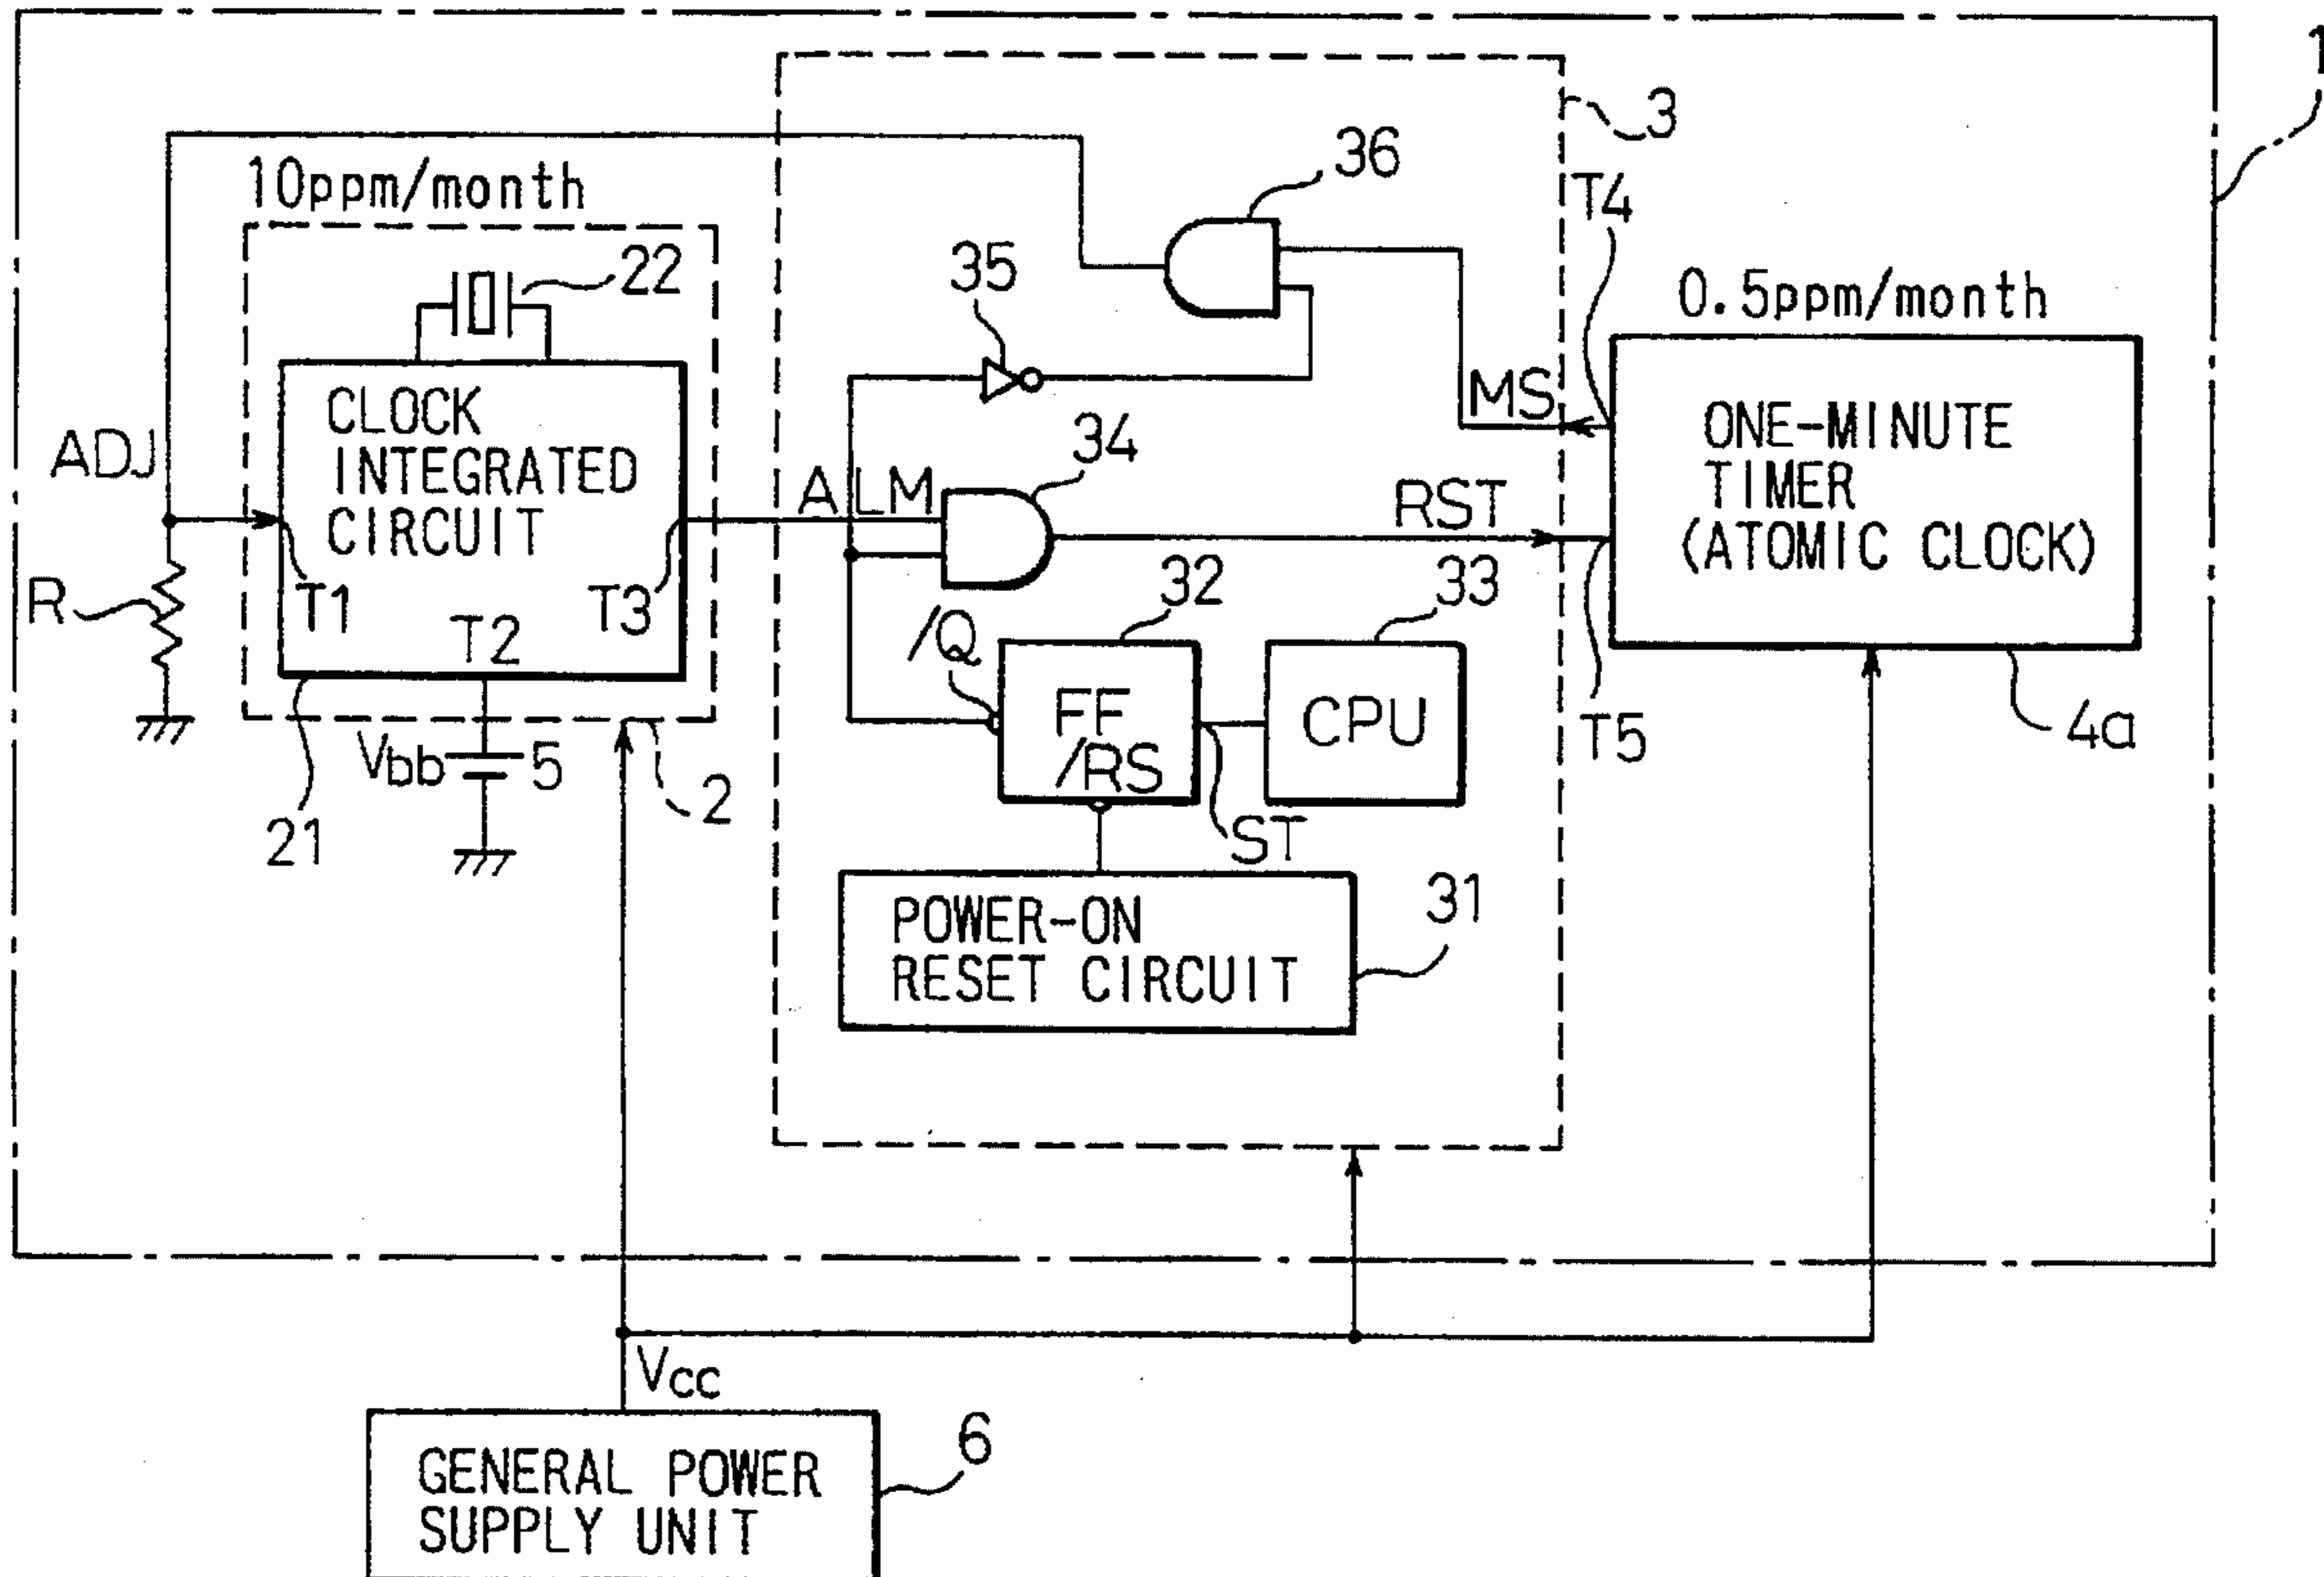 1
3
36
10ppm/month
T4
22
35
0.5ppm/month
CLOCK
INTEGRATED
CIRCUIT
MS
ONE-MINUTE
TIMER
(ATOMIC CLOCK)
34
ADJ
ALM
RST
R
T1
T2
T3
/Q
32
33
FF
/RS
CPU
T5
4a
Vbb
5
2
21
ST
POWER-ON
RESET CIRCUIT
31
Vcc
GENERAL POWER
SUPPLY UNIT
6